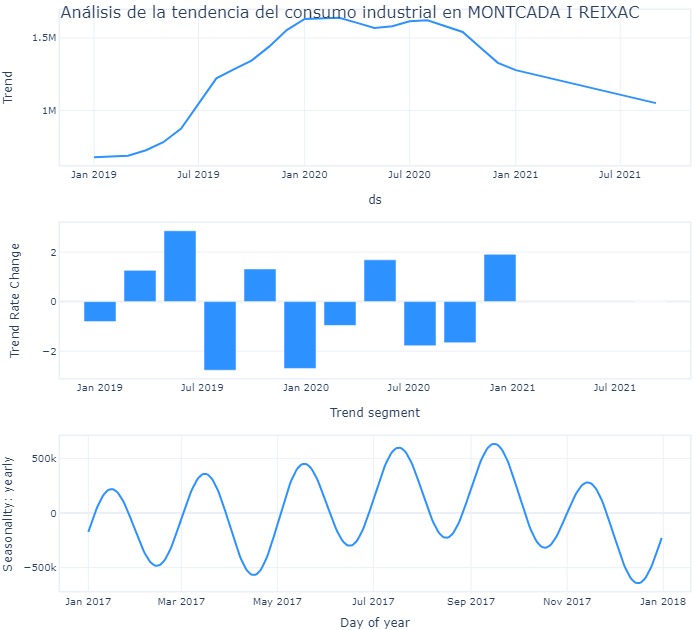 Análisis de la tendencia del consumo industrial en MONTCADA I REIXAC
1.5M
1M
Trend
Jan 2019 Jul 2019 Jan 2020 Jul 2020 Jan 2021 Jul 2021
ds
2
0
−2
Trend Rate Change
Jan 2019 Jul 2019 Jan 2020 Jul 2020 Jan 2021 Jul 2021
Trend segment
500k
0
−500k
Seasonality: yearly
Jan 2017 Mar 2017 May 2017 Jul 2017 Sep 2017 Nov 2017 Jan 2018
Day of year